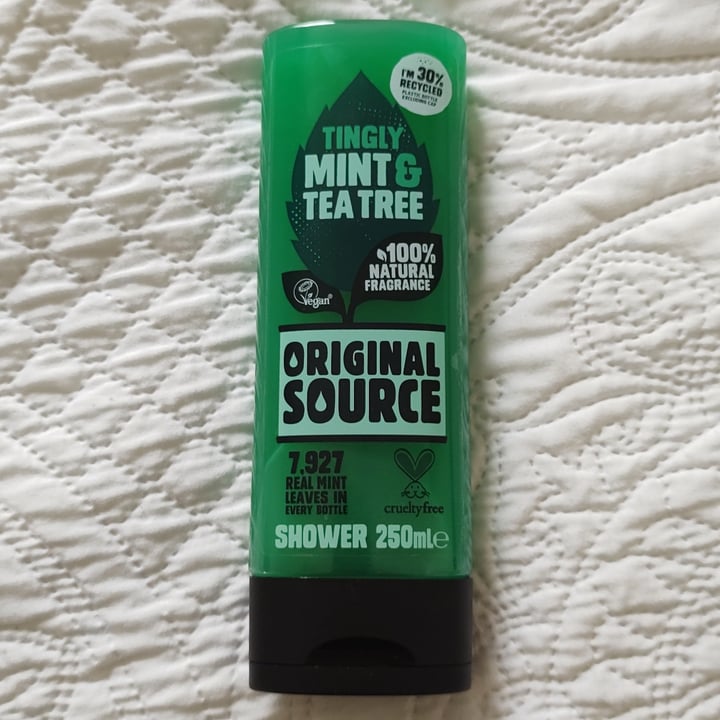 I'M 30%
RECYCLED
PLASTIC BOTTLE
EXCLUDING CAP
TINGLY
MINT &
TEA TREE
100%
NATURAL
FRAGRANCE
Vegan®
ORIGINAL
SOURCE
7,927
REAL MINT
LEAVES IN
EVERY BOTTLE
crueltyfree
SHOWER 250mL℮